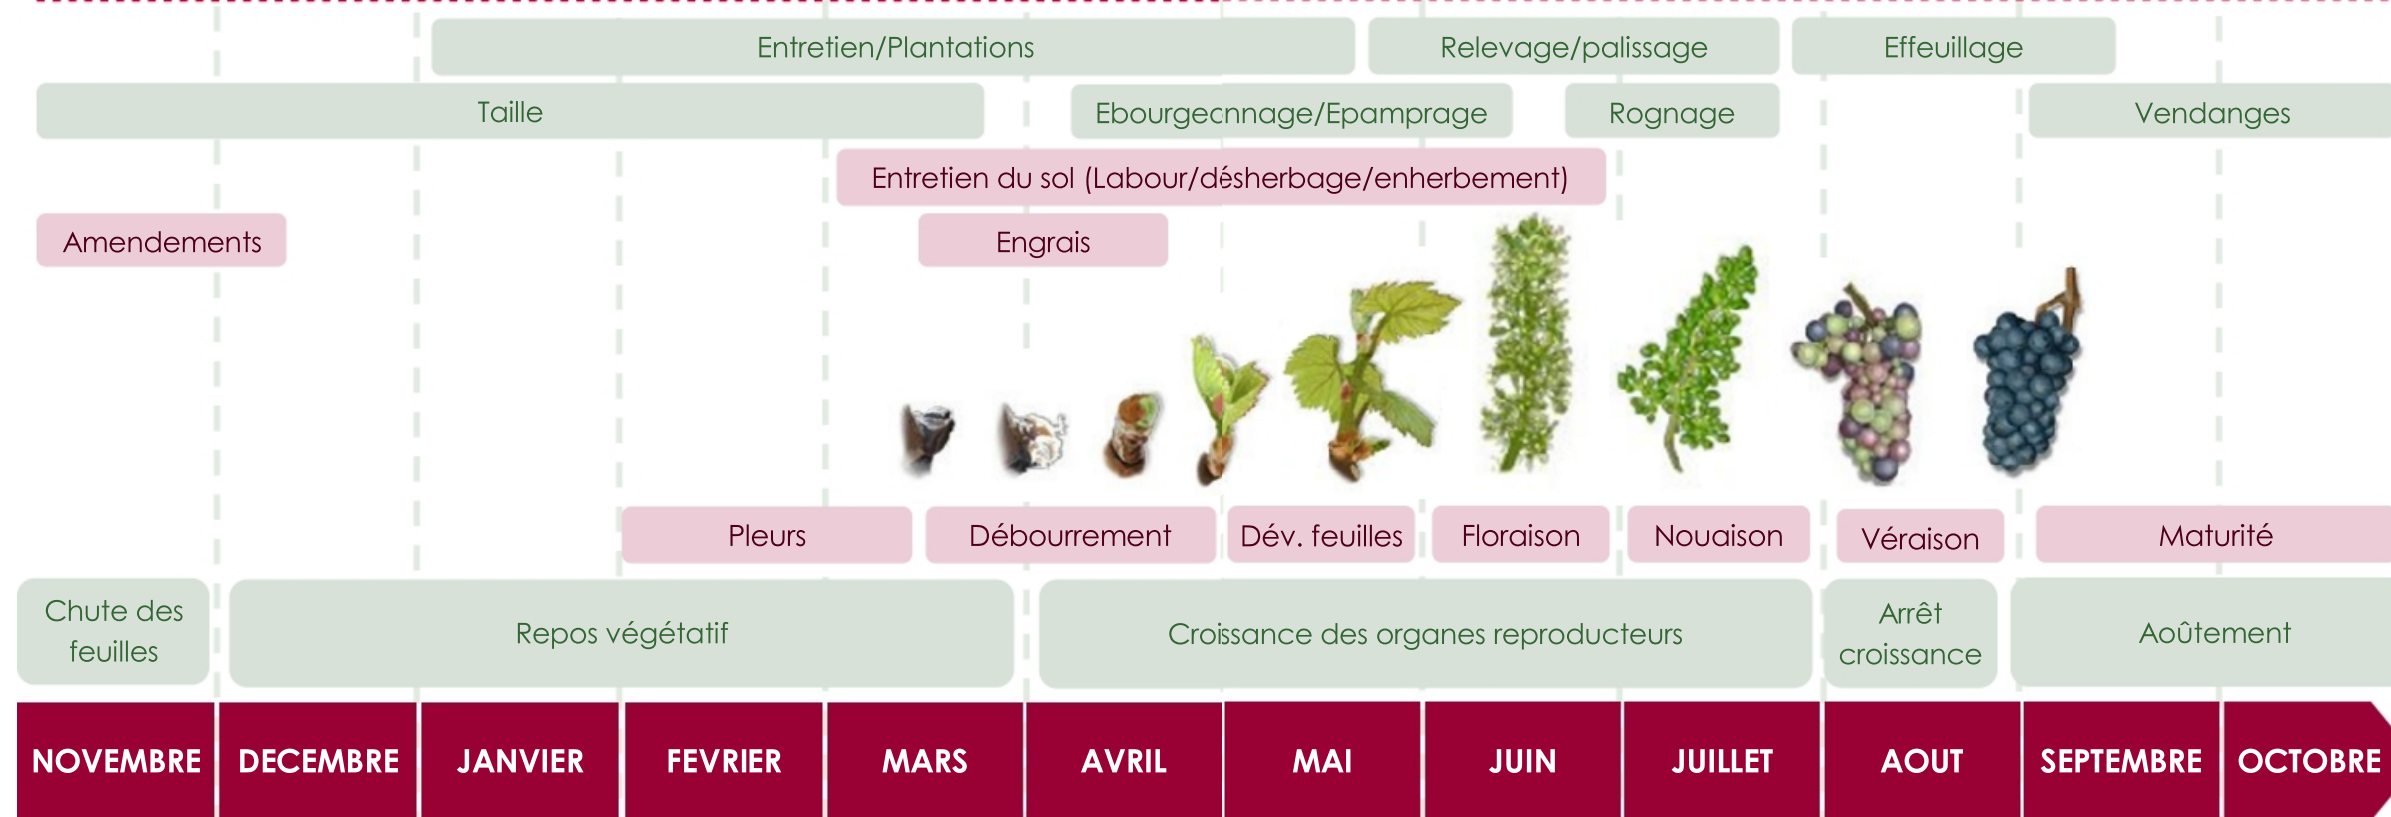 Entretien/Plantations
Relevage/palissage
Effeuillage
Taille
Ebourgeonnage/Epamprage
Rognage
Vendanges
Entretien du sol (Labour/désherbage/enherbement)
Amendements
Engrais
Pleurs
Débourrement
Dév. feuilles
Floraison
Nouaison
Véraison
Maturité
Chute des
feuilles
Repos végétatif
Croissance des organes reproducteurs
Arrêt
croissance
Aoûtement
NOVEMBRE
DECEMBRE
JANVIER
FEVRIER
MARS
AVRIL
MAI
JUIN
JUILLET
AOUT
SEPTEMBRE
OCTOBRE